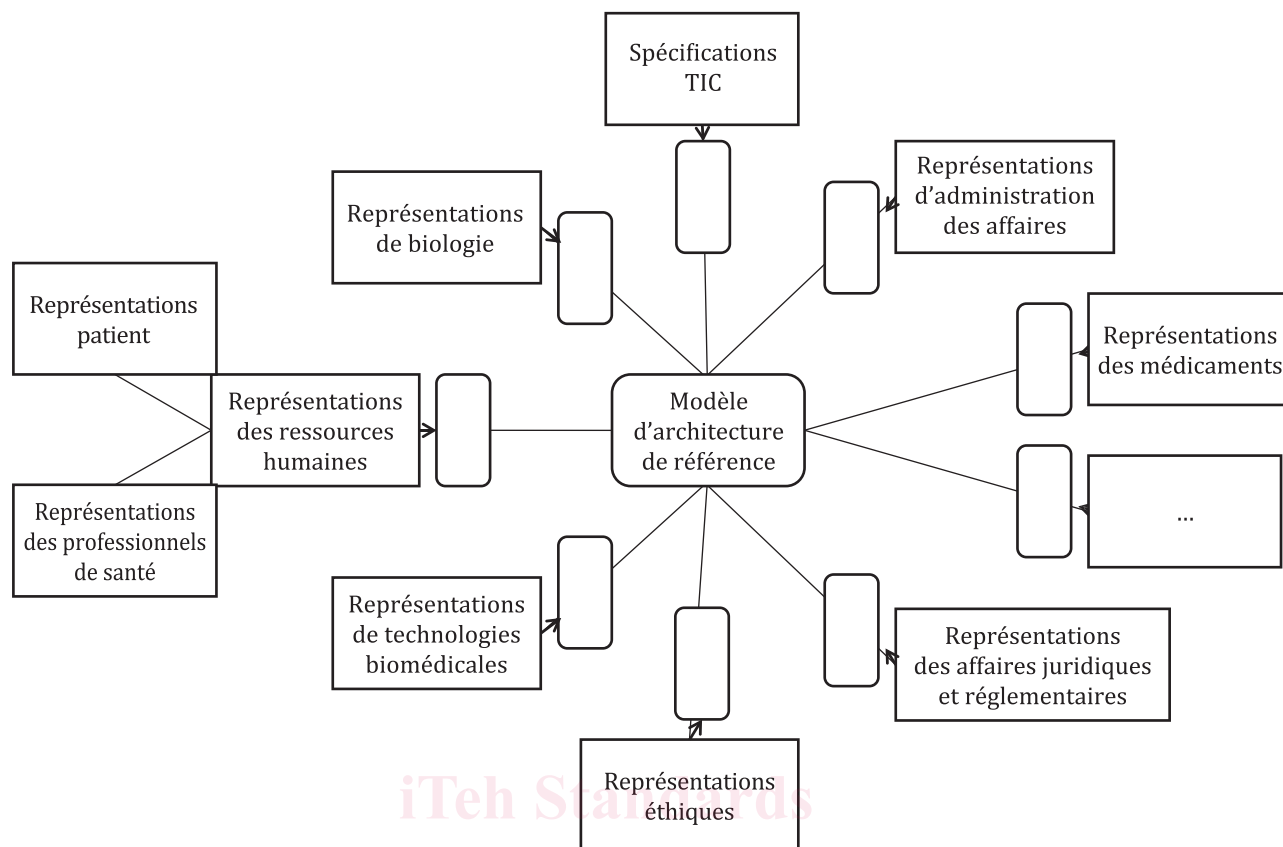 Spécifications
TIC
Représentations
d’administration
des affaires
Représentations
de biologie
Représentations
patient
Représentations
des médicaments
Représentations
des ressources
humaines
Modèle
d’architecture
de référence
Représentations
des professionnels
de santé
...
Représentations
de technologies
biomédicales
Représentations
des affaires juridiques
et réglementaires
Représentations
éthiques
iTeh Standards